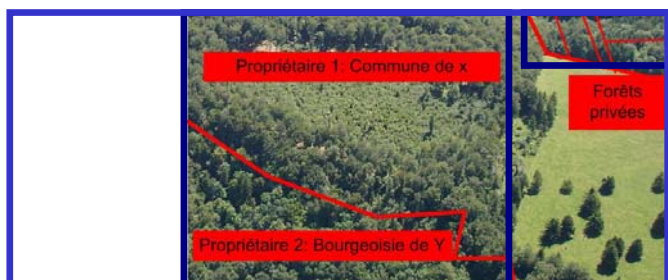 Propriétaire 1: Commune de x
Forêts
privées
Propriétaire 2: Bourgeoisie de Y